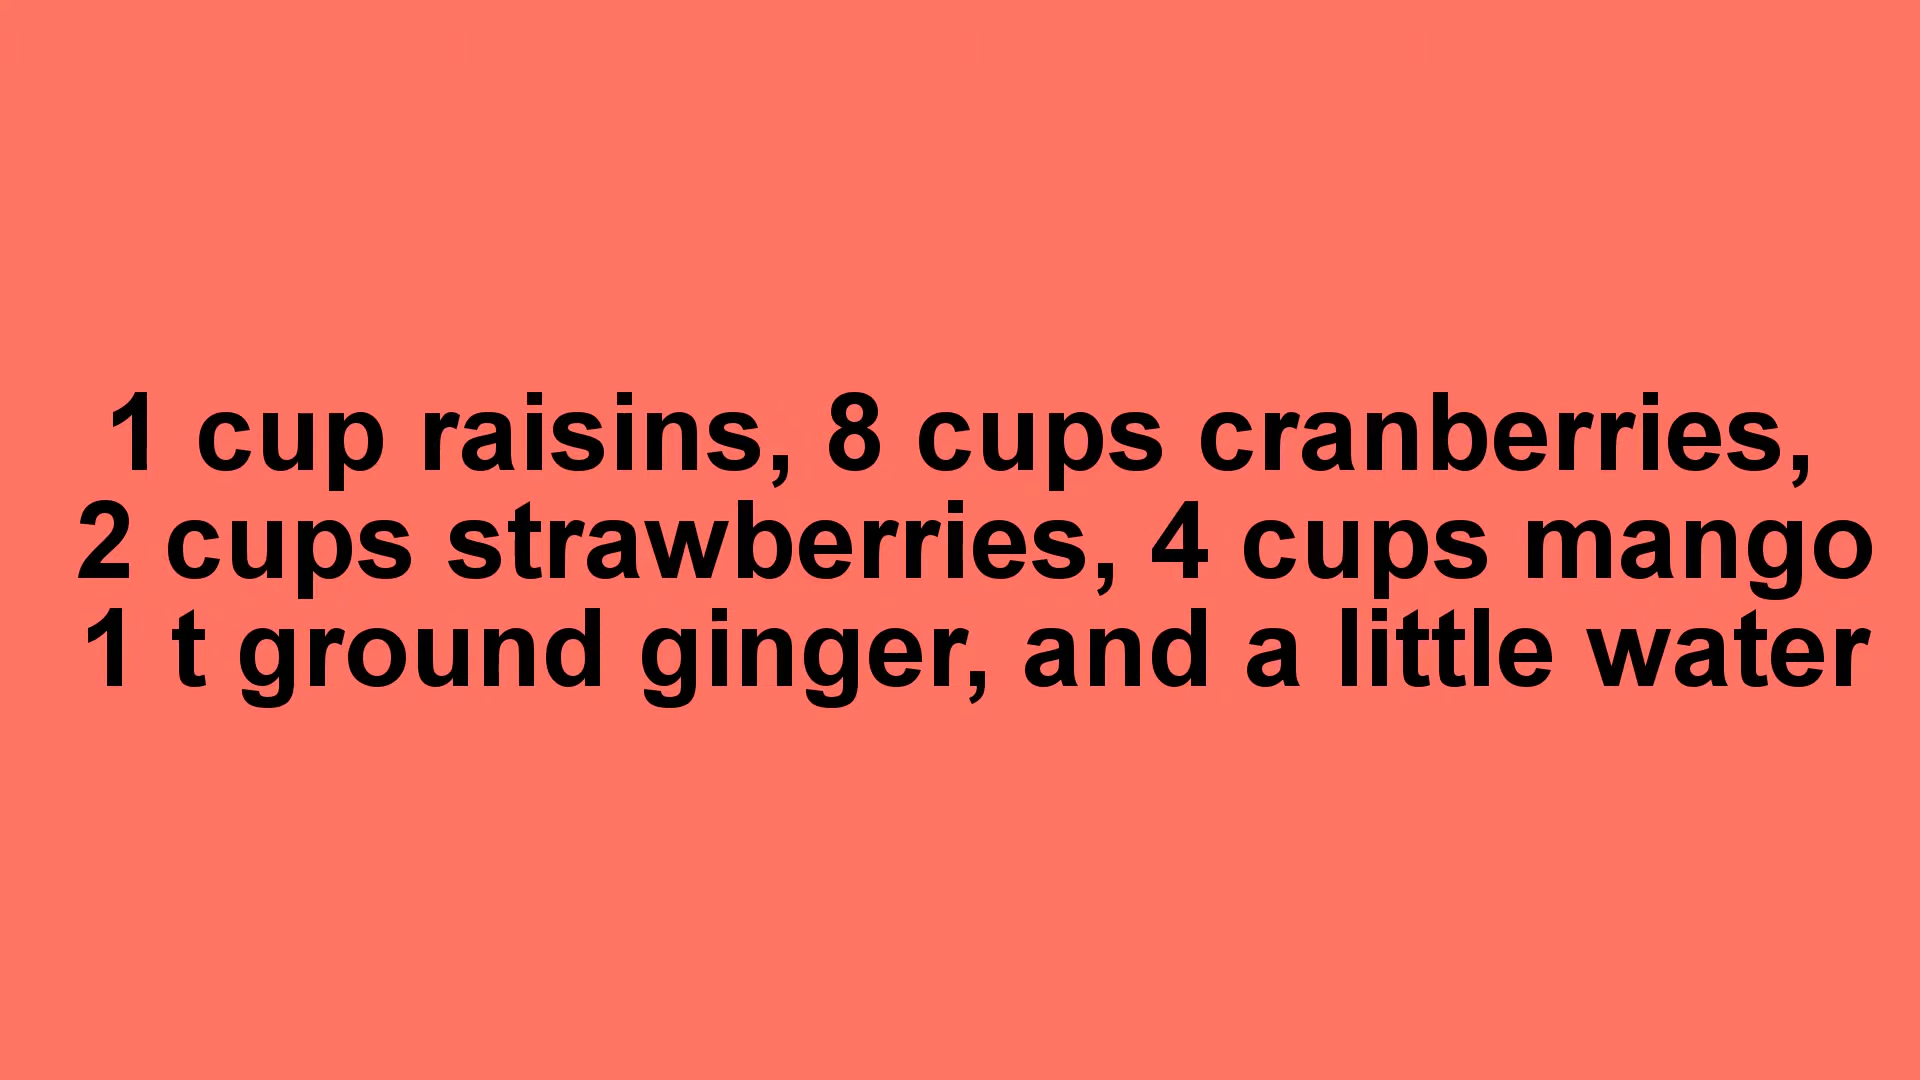 1 cup raisins, 8 cups cranberries,
2 cups strawberries, 4 cups mango
1 t ground ginger, and a little water